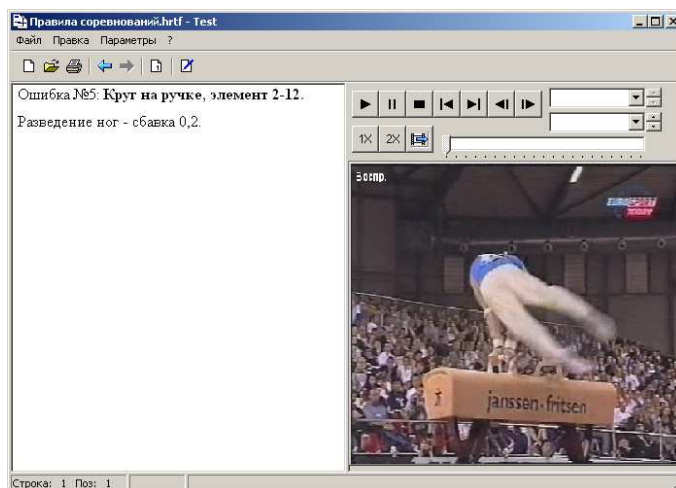 Правила соревнований.hrtf - Test
Файл Правка Параметры ?
Ошибка №5: Круг на ручке, элемент 2-12.
Разведение ног - сбавка 0,2.
1X 2X
Воспр.
EUROSPORT
TODAY
janssen-fritsen
Строка: 1 Поз: 1